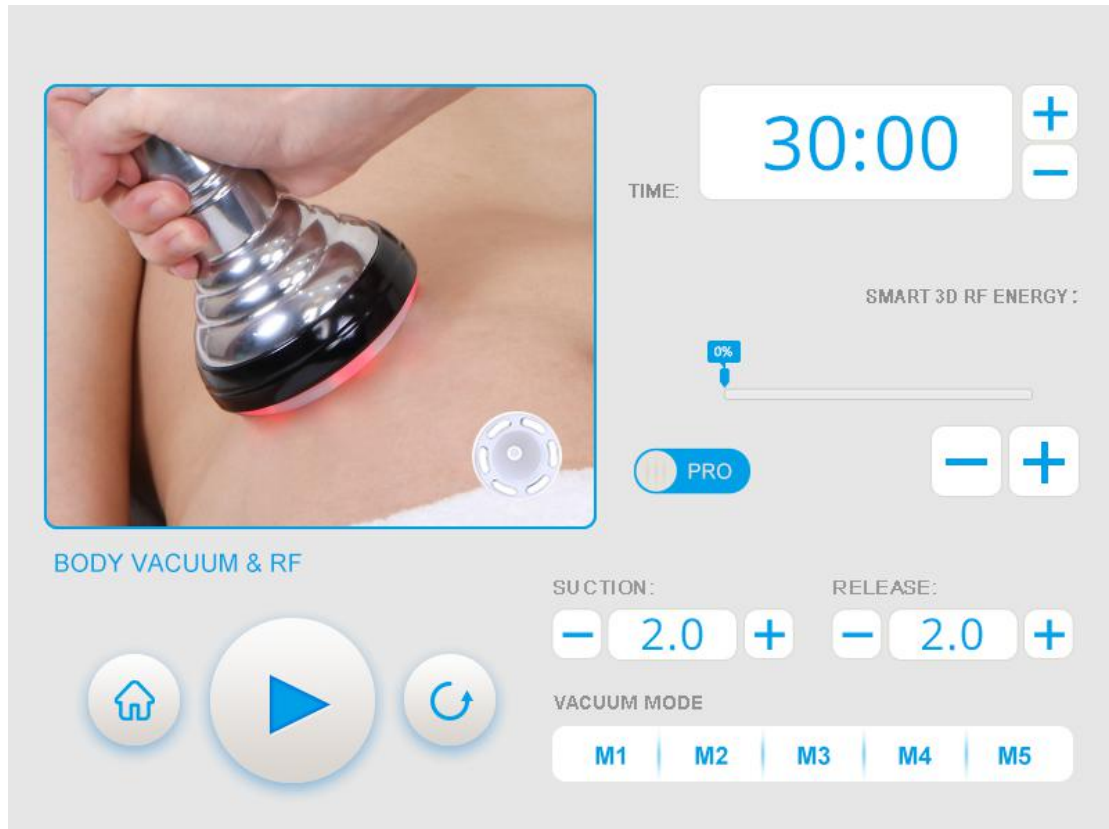 30:00
TIME:
SMART 3D RF ENERGY:
0%
PRO
BODY VACUUM & RF
SUCTION:
RELEASE:
2.0
2.0
VACUUM MODE
M1 M2 M3 M4 M5